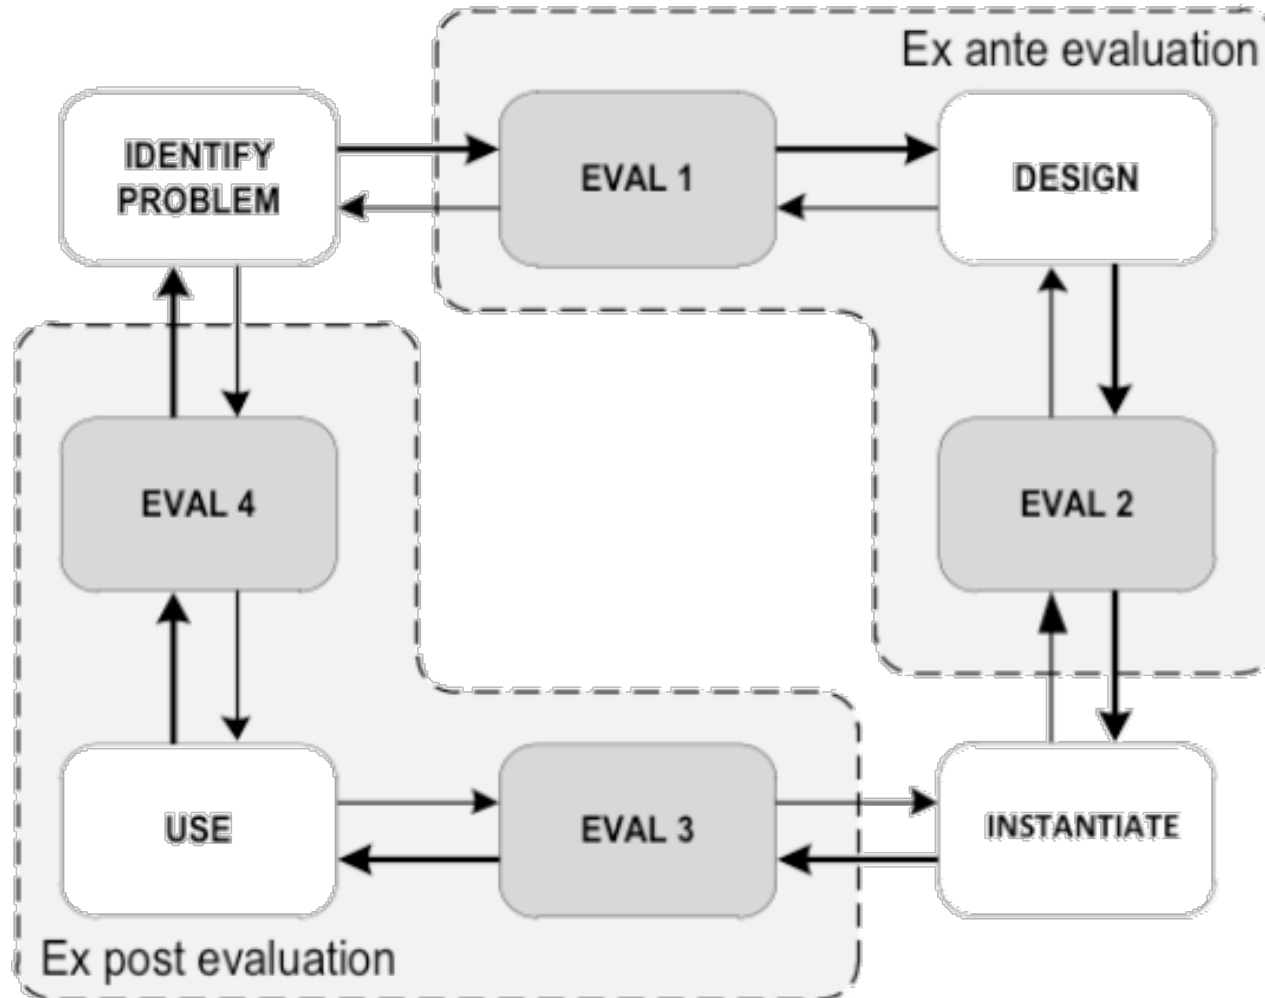 Ex ante evaluation
IDENTIFY
PROBLEM
EVAL 1
DESIGN
EVAL 4
EVAL 2
USE
EVAL 3
INSTANTIATE
Ex post evaluation